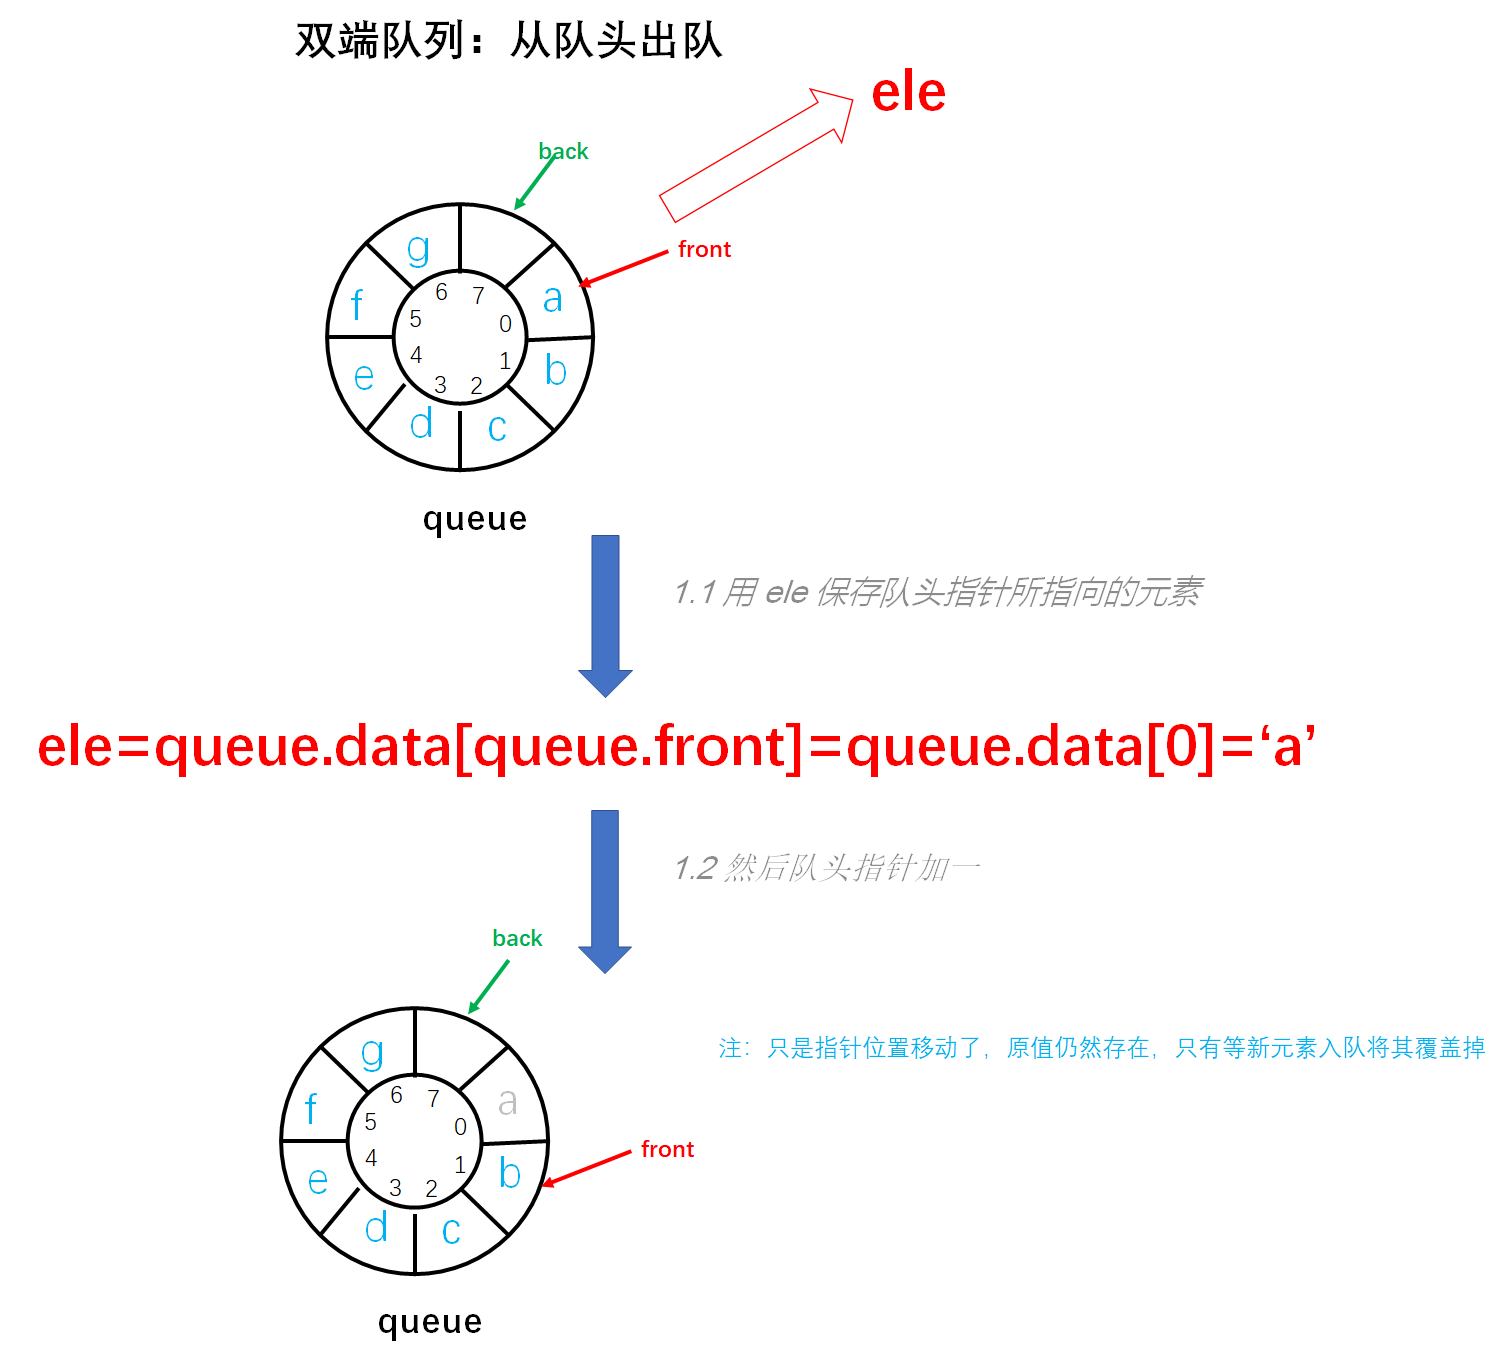 双端队列：从队头出队
ele
back
front
g
a
f
b
e
d
c
6
7
5
0
4
1
3
2
queue
1.1 用 ele 保存队头指针所指向的元素
ele=queue.data[queue.front]=queue.data[0]=‘a’
1.2 然后队头指针加一
back
注：只是指针位置移动了，原值仍然存在，只有等新元素入队将其覆盖掉
g
a
f
front
b
e
d
c
6
7
5
0
4
1
3
2
queue